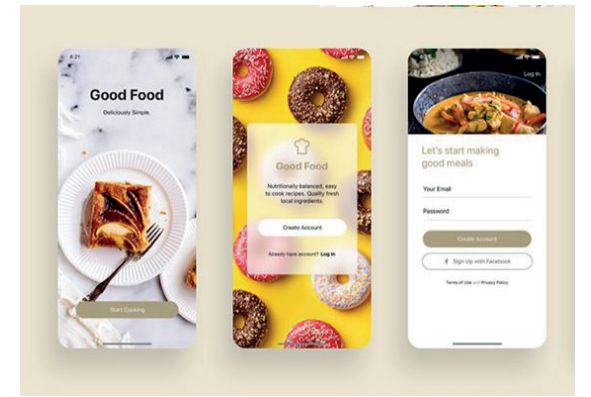 4:21
Good Food
Deliciously Simple.
Start Cooking
Good Food
Nutritionally balanced, easy
to cook recipes. Quality fresh
local ingredients.
Create Account
Already have account? Log In
Log In
Let's start making
good meals
Your Email
Password
Create Account
f Sign Up with Facebook
Terms of Use and Privacy Policy